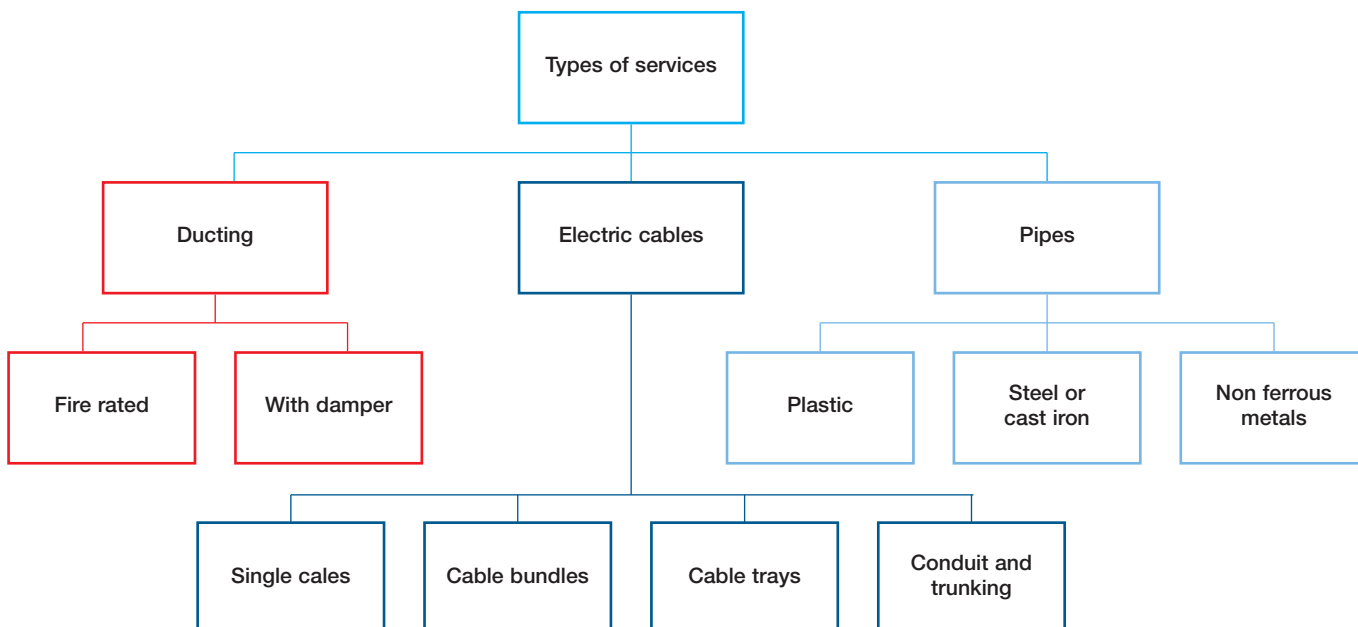 Types of services
Ducting
Electric cables
Pipes
Fire rated
With damper
Plastic
Steel or
cast iron
Non ferrous
metals
Single cales
Cable bundles
Cable trays
Conduit and
trunking